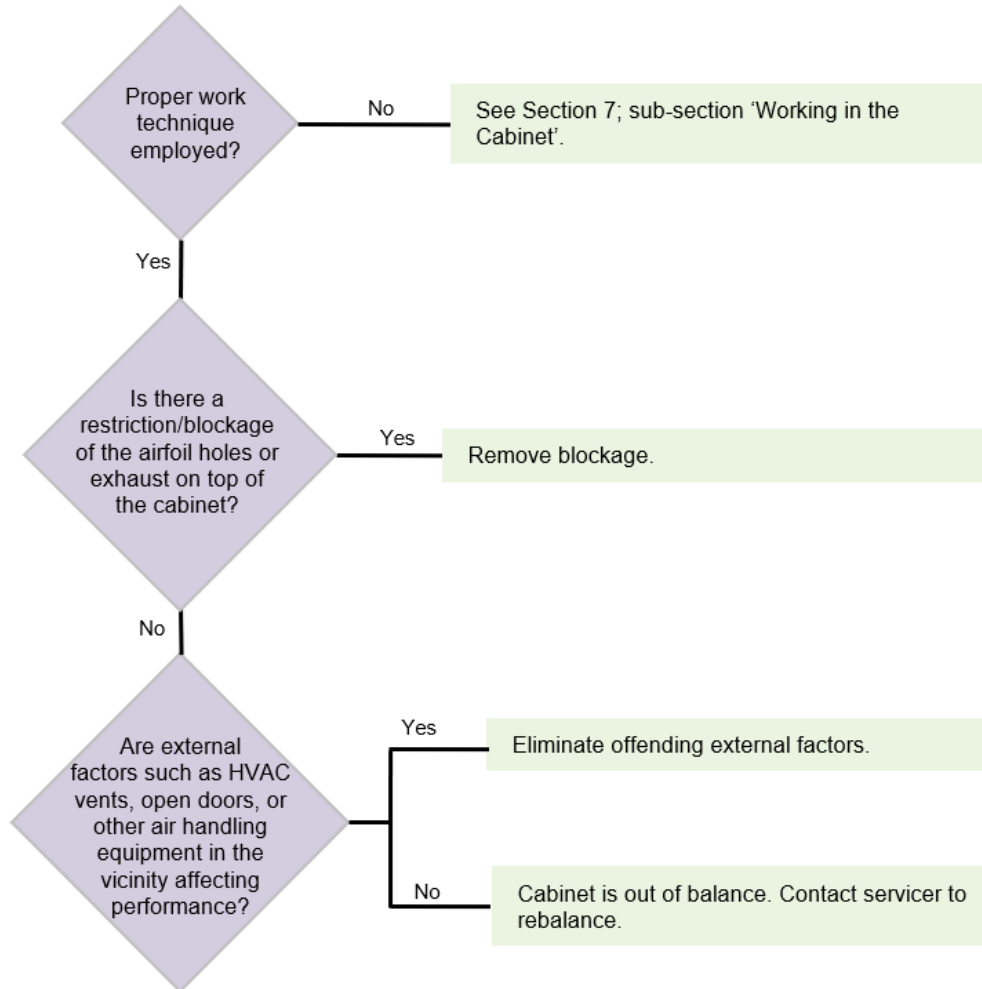 Proper work
technique
employed?
No
See Section 7; sub-section ‘Working in the
Cabinet’.
Yes
Is there a
restriction/blockage
of the airfoil holes or
exhaust on top of
the cabinet?
Yes
Remove blockage.
No
Are external
factors such as HVAC
vents, open doors, or
other air handling
equipment in the
vicinity affecting
performance?
Yes
Eliminate offending external factors.
No
Cabinet is out of balance. Contact servicer to
rebalance.